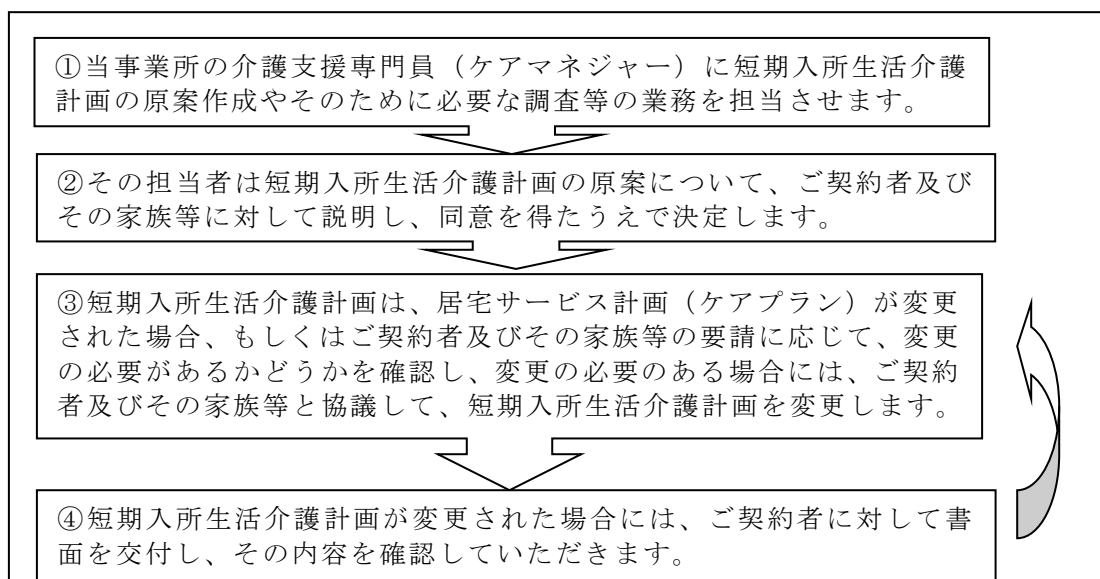 ①当事業所の介護支援専門員（ケアマネジャー）に短期入所生活介護
計画の原案作成やそのために必要な調査等の業務を担当させます。
②その担当者は短期入所生活介護計画の原案について、ご契約者及び
その家族等に対して説明し、同意を得たうえで決定します。
③短期入所生活介護計画は、居宅サービス計画（ケアプラン）が変更
された場合、もしくはご契約者及びその家族等の要請に応じて、変更
の必要があるかどうかを確認し、変更の必要のある場合には、ご契約
者及びその家族等と協議して、短期入所生活介護計画を変更します。
④短期入所生活介護計画が変更された場合には、ご契約者に対して書
面を交付し、その内容を確認していただきます。